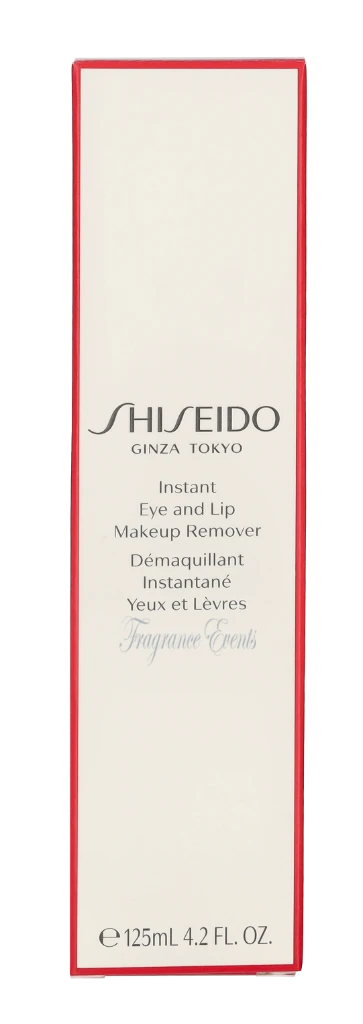 SHISEIDO
GINZA TOKYO
Instant
Eye and Lip
Makeup Remover
Démaquillant
Instantané
Yeux et Lèvres
Fragrance Events
℮125mL 4.2 FL. OZ.